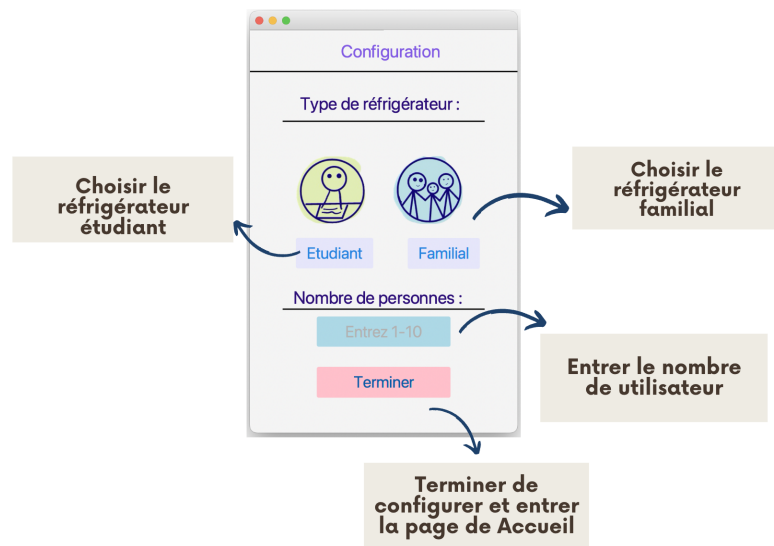 Configuration
Type de réfrigérateur :
Choisir le
réfrigérateur
étudiant
Choisir le
réfrigérateur
familial
Etudiant
Familial
Nombre de personnes :
Entrez 1-10
Entrer le nombre
de utilisateur
Terminer
Terminer de
configurer et entrer
la page de Accueil